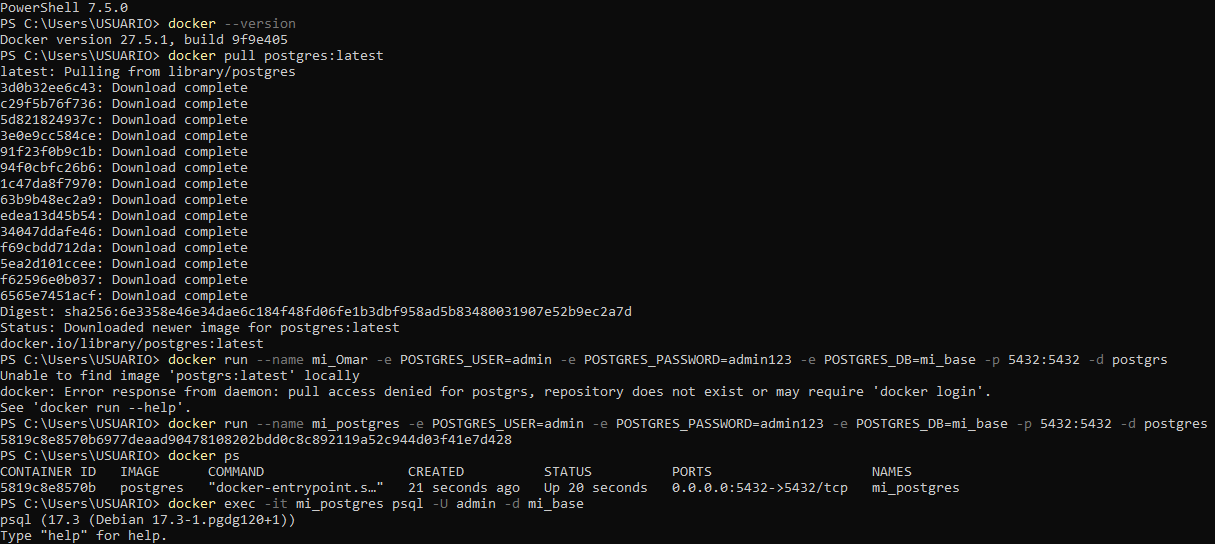 PowerShell 7.5.0
PS C:\Users\USUARIO> docker --version
Docker version 27.5.1, build 9f9e405
PS C:\Users\USUARIO> docker pull postgres:latest
latest: Pulling from library/postgres
3d0b32ee6c43: Download complete
c29f5b76f736: Download complete
5d821824937c: Download complete
3e0e9cc584ce: Download complete
91f23f0b9c1b: Download complete
94f0cbfc26b6: Download complete
1c47da8f7970: Download complete
63b9b48ec2a9: Download complete
edea13d45b54: Download complete
34047ddafe46: Download complete
f69cbdd712da: Download complete
5ea2d101ccee: Download complete
f62596e0b037: Download complete
6565e7451acf: Download complete
Digest: sha256:6e3358e46e34dae6c184f48fd06fe1b3dbf958ad5b83480031907e52b9ec2a7d
Status: Downloaded newer image for postgres:latest
docker.io/library/postgres:latest
PS C:\Users\USUARIO> docker run --name mi_Omar -e POSTGRES_USER=admin -e POSTGRES_PASSWORD=admin123 -e POSTGRES_DB=mi_base -p 5432:5432 -d postgrs
Unable to find image 'postgrs:latest' locally
docker: Error response from daemon: pull access denied for postgrs, repository does not exist or may require 'docker login'.
See 'docker run --help'.
PS C:\Users\USUARIO> docker run --name mi_postgres -e POSTGRES_USER=admin -e POSTGRES_PASSWORD=admin123 -e POSTGRES_DB=mi_base -p 5432:5432 -d postgres
5819c8e8570b6977deaad90478108202bdd0c8c892119a52c944d03f41e7d428
PS C:\Users\USUARIO> docker ps
CONTAINER ID   IMAGE      COMMAND                  CREATED          STATUS          PORTS                    NAMES
5819c8e8570b   postgres   "docker-entrypoint.s…"   21 seconds ago   Up 20 seconds   0.0.0.0:5432->5432/tcp   mi_postgres
PS C:\Users\USUARIO> docker exec -it mi_postgres psql -U admin -d mi_base
psql (17.3 (Debian 17.3-1.pgdg120+1))
Type "help" for help.